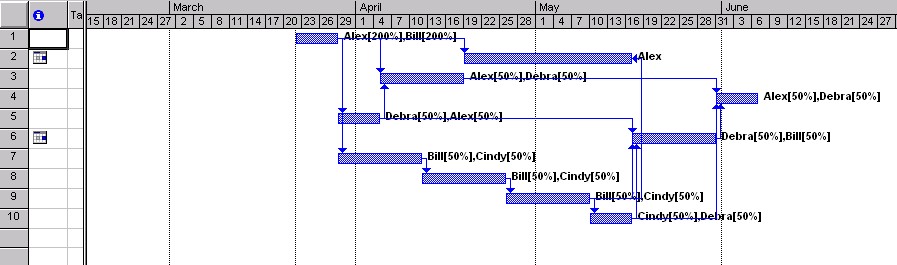 Ta March April May June
15 18 21 24 27 2 5 8 11 14 17 20 23 26 29 1 4 7 10 13 16 19 22 25 28 1 4 7 10 13 16 19 22 25 28 31 3 6 9 12 15 18 21 24 27
1 Alex[200%],Bill[200%]
2 Alex
3 Alex[50%],Debra[50%]
4 Alex[50%],Debra[50%]
5 Debra[50%],Alex[50%]
6 Debra[50%],Bill[50%]
7 Bill[50%],Cindy[50%]
8 Bill[50%],Cindy[50%]
9 Bill[50%],Cindy[50%]
10 Cindy[50%],Debra[50%]